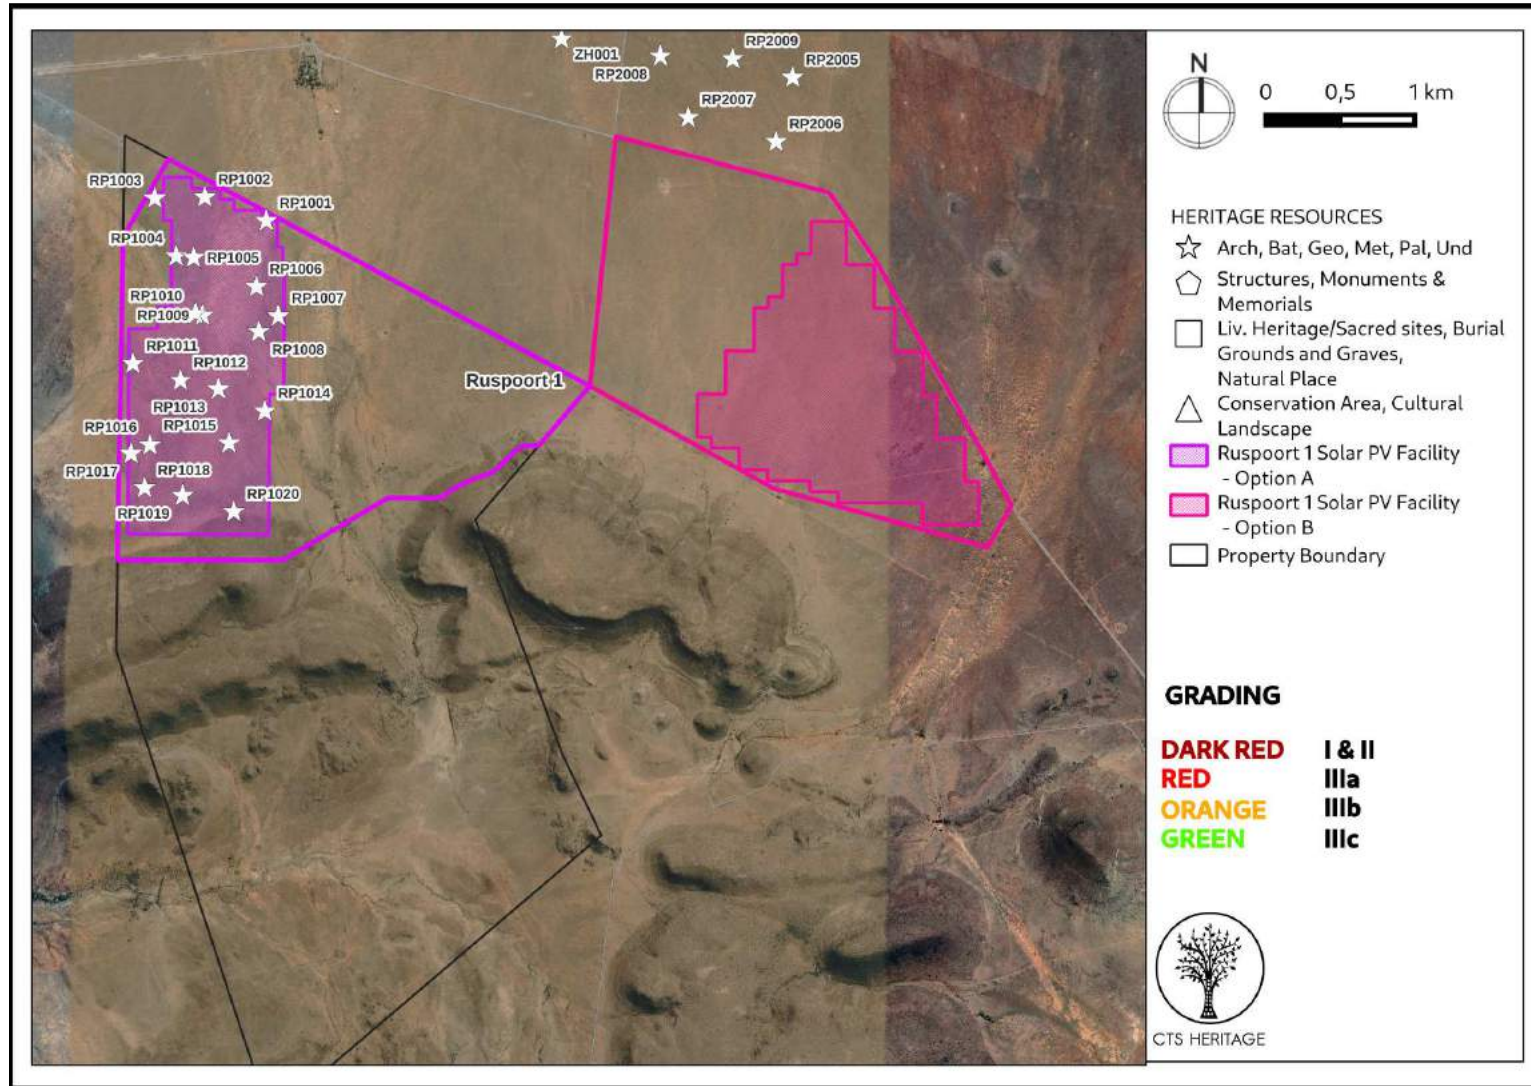 ZH001
RP2008
RP2009
RP2005
RP2007
RP2006
RP1003
RP1002
RP1001
RP1004
RP1005
RP1006
RP1010
RP1007
RP1009
RP1008
RP1011
RP1012
RP1013
RP1014
RP1016
RP1015
RP1017
RP1018
RP1019
RP1020
Ruspoort 1
N
0 0,5 1 km
HERITAGE RESOURCES
Arch, Bat, Geo, Met, Pal, Und
Structures, Monuments &
Memorials
Liv. Heritage/Sacred sites, Burial
Grounds and Graves,
Natural Place
Conservation Area, Cultural
Landscape
Ruspoort 1 Solar PV Facility
- Option A
Ruspoort 1 Solar PV Facility
- Option B
Property Boundary
GRADING
DARK RED I & II
RED IIIa
ORANGE IIIb
GREEN IIIc
CTS HERITAGE